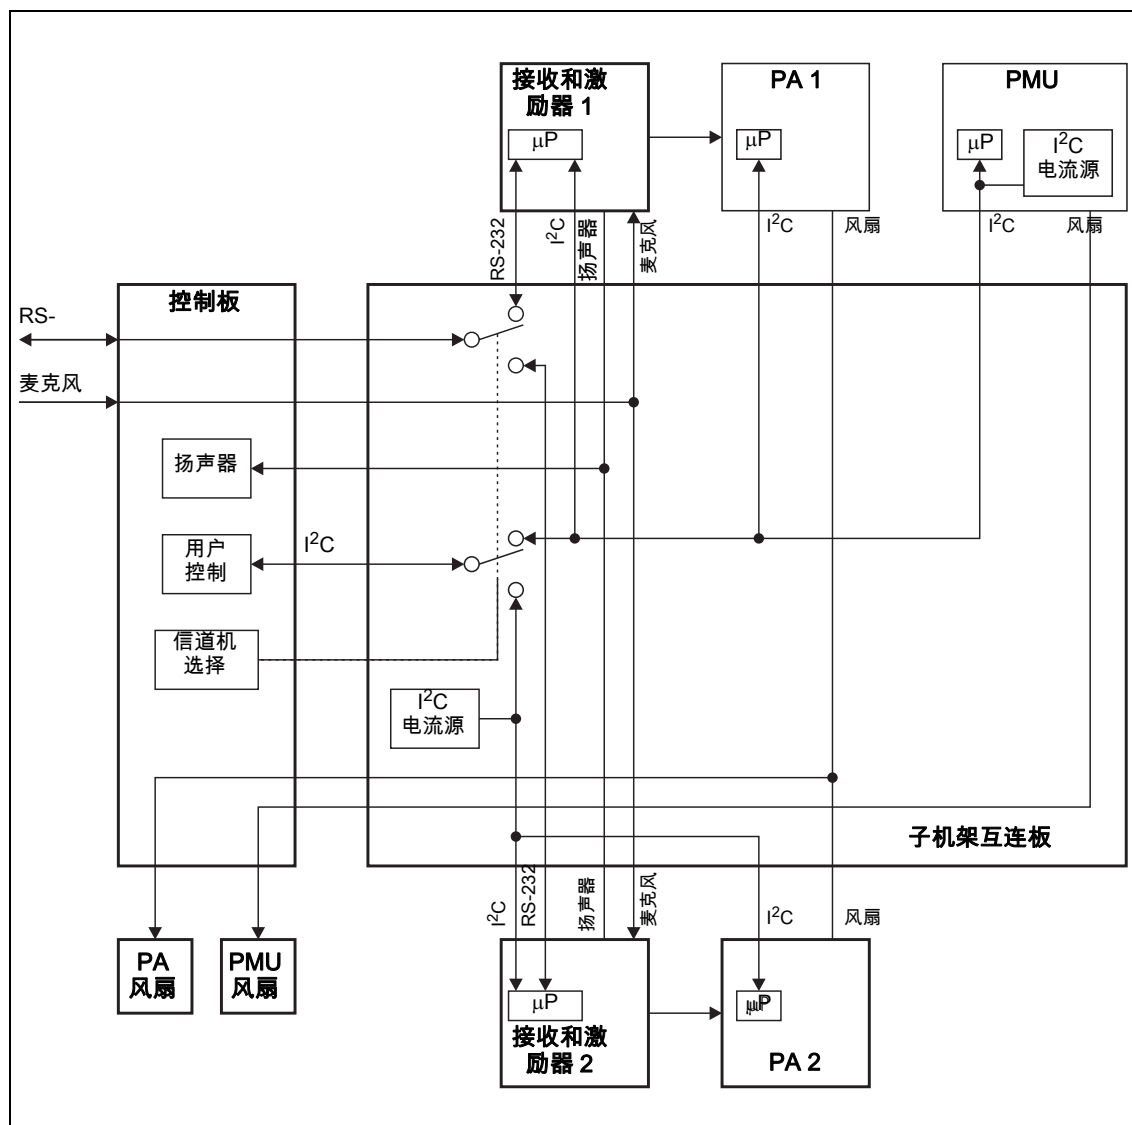 接收和激
励器 1
μP
PA 1
μP
PMU
μP
I²C
电流源
RS-232
I²C
扬声器
麦克风
I²C
风扇
I²C
风扇
控制板
RS-
麦克风
扬声器
用户
控制
I²C
信道机
选择
I²C
电流源
子机架互连板
I²C
RS-232
扬声器
麦克风
I²C
风扇
PA
风扇
PMU
风扇
μP
接收和激
励器 2
PA 2